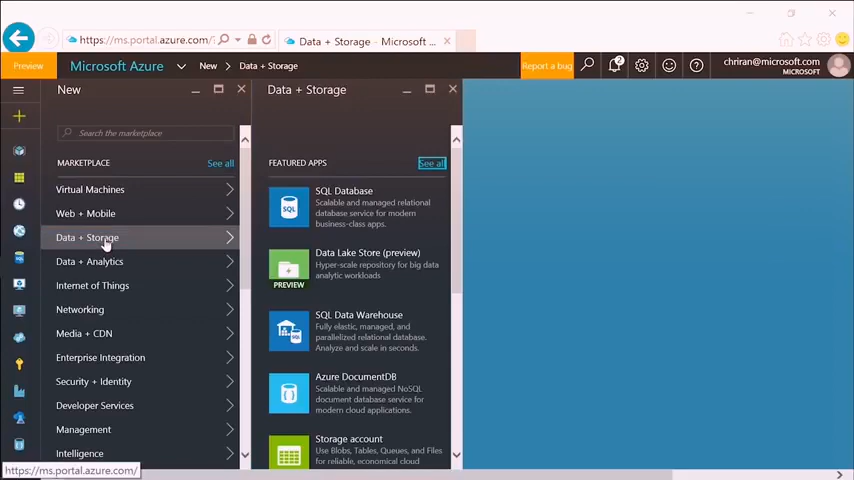 https://ms.portal.azure.com/
Data + Storage - Microsoft ...
Preview
Microsoft Azure
New
Data + Storage
Report a bug
2
chriran@microsoft.com
MICROSOFT
New
Search the marketplace
MARKETPLACE
See all
Virtual Machines
Web + Mobile
Data + Storage
Data + Analytics
Internet of Things
Networking
Media + CDN
Enterprise Integration
Security + Identity
Developer Services
Management
Intelligence
https://ms.portal.azure.com/
Data + Storage
FEATURED APPS
See all
SQL
SQL Database
Scalable and managed relational
database service for modern
business-class apps.
PREVIEW
Data Lake Store (preview)
Hyper-scale repository for big data
analytic workloads
SQL Data Warehouse
Fully elastic, managed, and
parallelized relational database.
Analyze and scale in seconds.
Azure DocumentDB
Scalable and managed NoSQL
document database service for
modern cloud applications.
Storage account
Use Blobs, Tables, Queues, and Files
for reliable, economical cloud